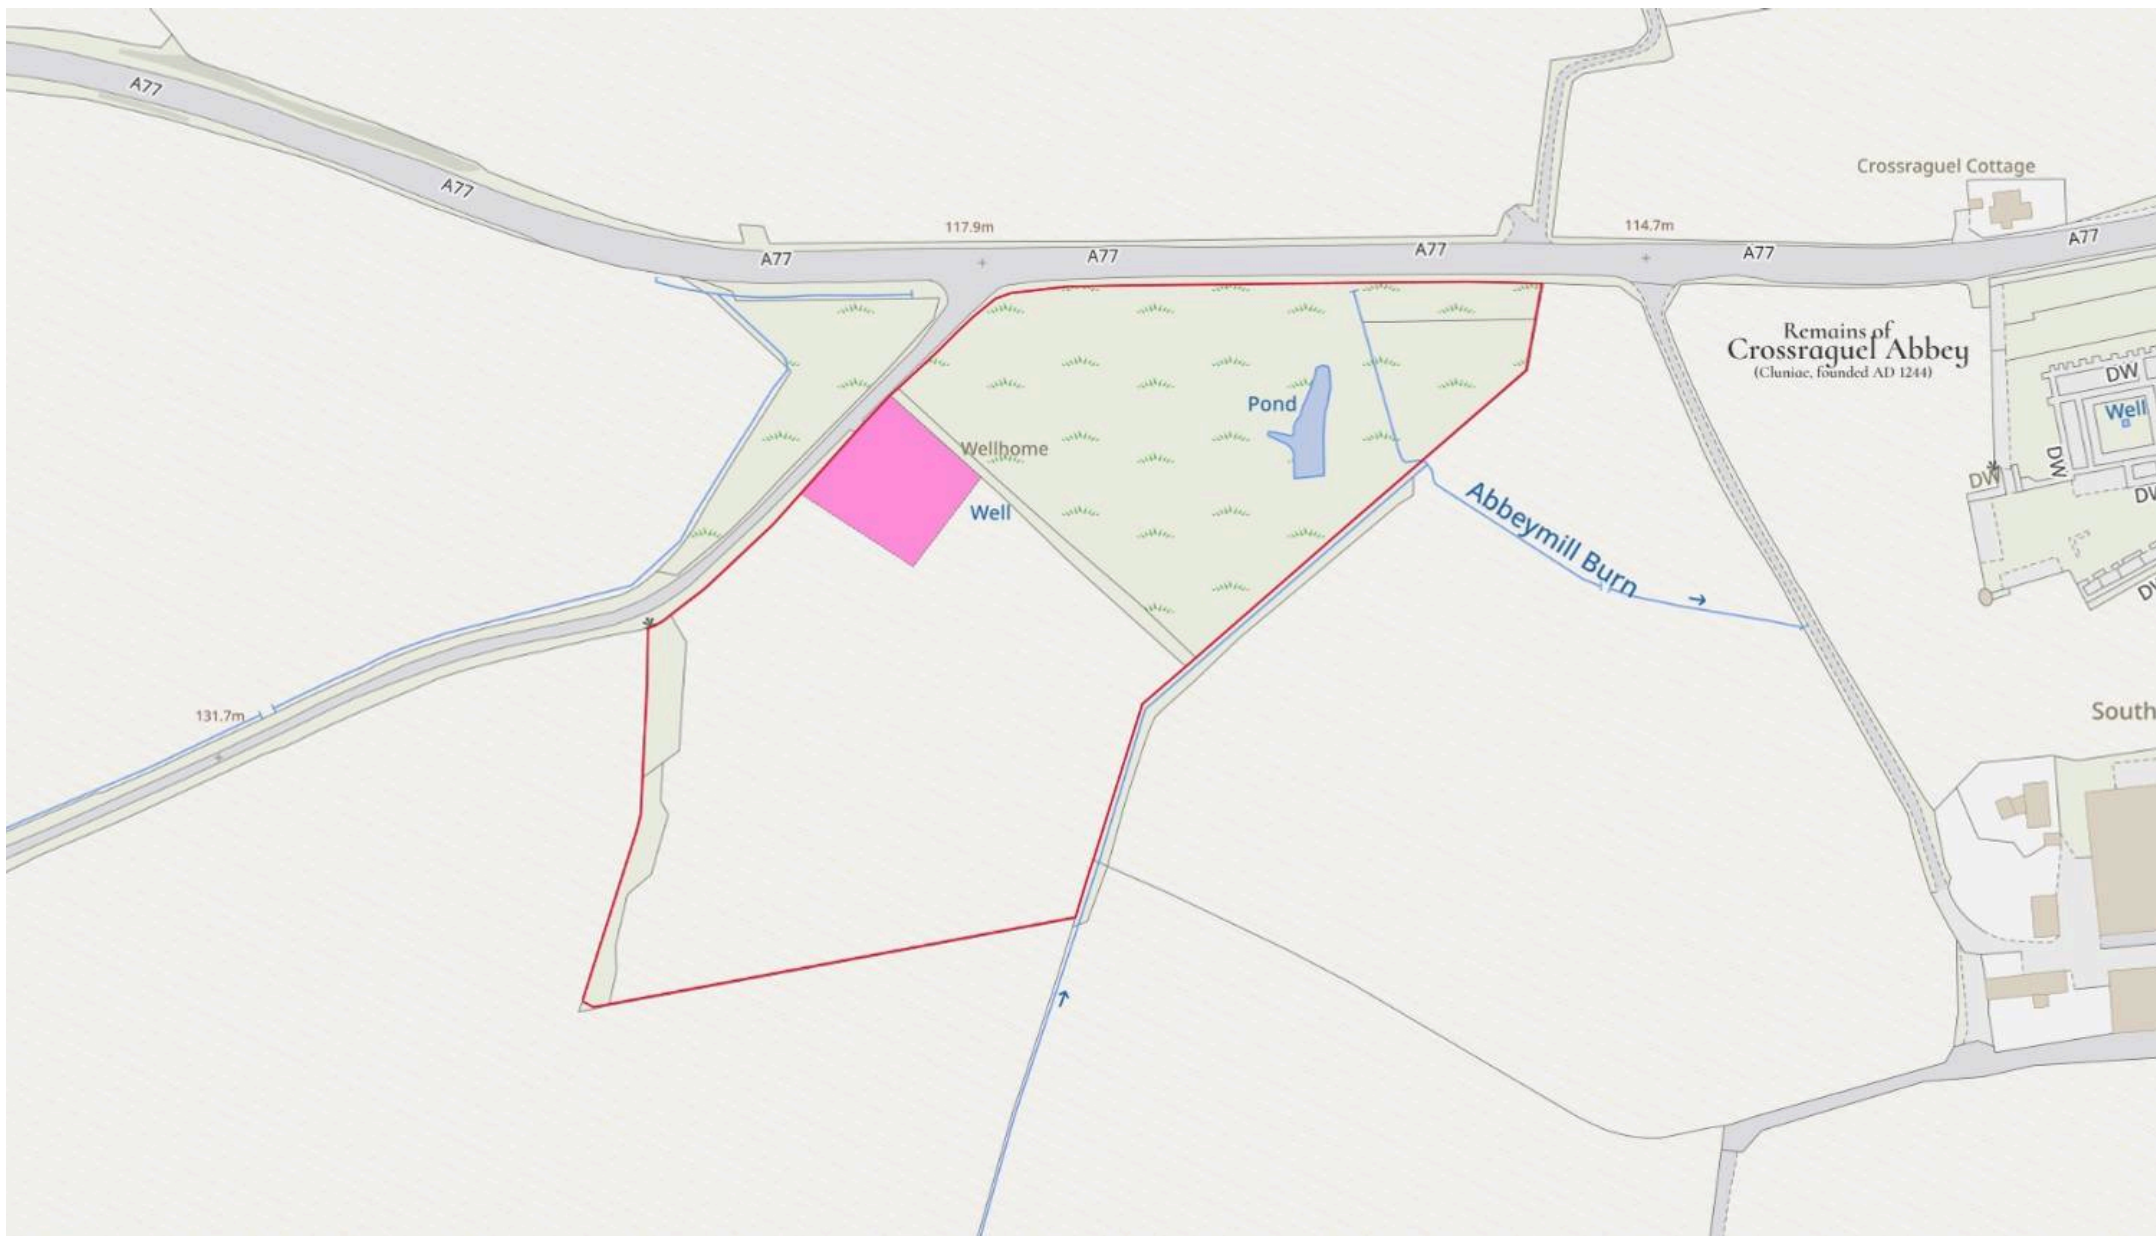 A77
A77
Crossraguel Cottage
117.9m
114.7m
A77
A77
A77
A77
A77
Remains of
Crossraguel Abbey
(Cluniac, founded AD 1244)
DW
Well
Pond
Wellhome
DW
DW
DW
Well
Abbeymill Burn
131.7m
South